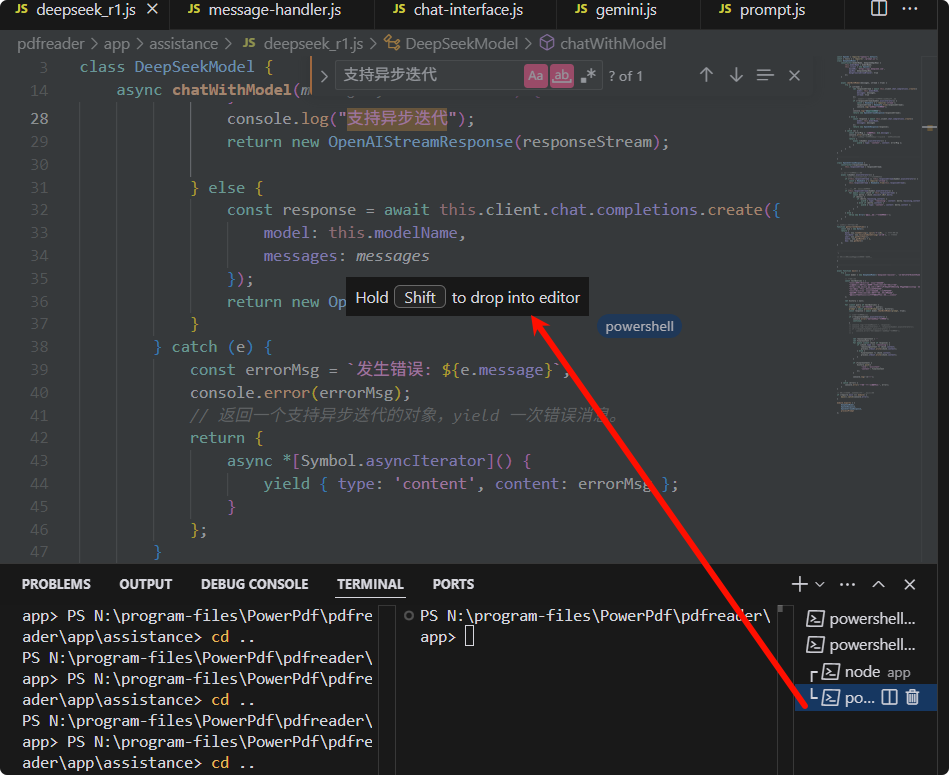 JS deepseek_r1.js × JS message-handler.js JS chat-interface.js JS gemini.js JS prompt.js ...
pdfreader > app > assistance > JS deepseek_r1.js > DeepSeekModel > chatWithModel
3 class DeepSeekModel {
支持异步迭代 Aa ab .* ? of 1
14 async chatWithModel(m
28 console.log("支持异步迭代");
29 return new OpenAIStreamResponse(responseStream);
30
31 } else {
32 const response = await this.client.chat.completions.create({
33 model: this.modelName,
34 messages: messages
35 });
36 return new Op
Hold Shift to drop into editor
37 }
powershell
38 } catch (e) {
39 const errorMsg = `发生错误: ${e.message}`;
40 console.error(errorMsg);
41 // 返回一个支持异步迭代的对象，yield 一次错误消息。
42 return {
43 async *[Symbol.asyncIterator]() {
44 yield { type: 'content', content: errorMsg };
45 }
46 };
47 }
PROBLEMS OUTPUT DEBUG CONSOLE TERMINAL PORTS
app> PS N:\program-files\PowerPdf\pdfre
ader\app\assistance> cd ..
PS N:\program-files\PowerPdf\pdfreader\
app> PS N:\program-files\PowerPdf\pdfre
ader\app\assistance> cd ..
PS N:\program-files\PowerPdf\pdfreader\
app> PS N:\program-files\PowerPdf\pdfre
ader\app\assistance> cd ..
PS N:\program-files\PowerPdf\pdfreader\
app>
powershell...
powershell...
node app
po...